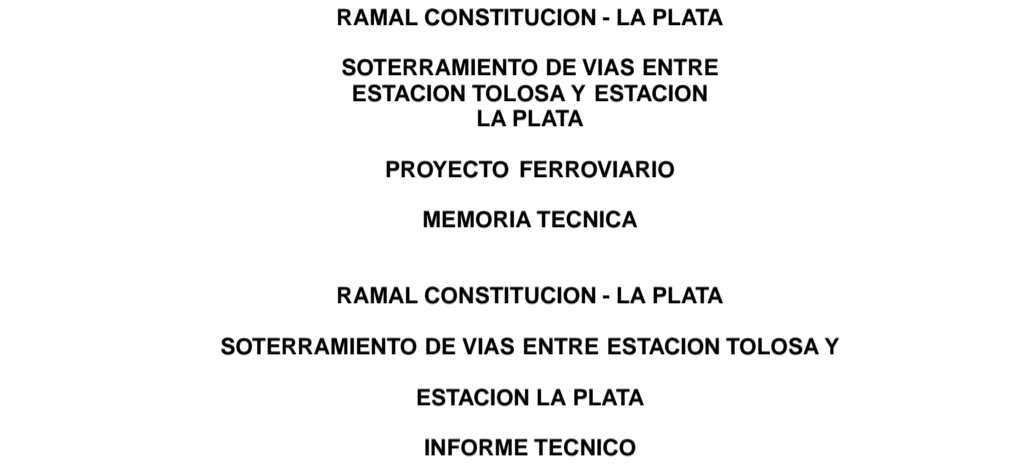 RAMAL CONSTITUCION - LA PLATA
SOTERRAMIENTO DE VIAS ENTRE
ESTACION TOLOSA Y ESTACION
LA PLATA
PROYECTO FERROVIARIO
MEMORIA TECNICA
RAMAL CONSTITUCION - LA PLATA
SOTERRAMIENTO DE VIAS ENTRE ESTACION TOLOSA Y
ESTACION LA PLATA
INFORME TECNICO